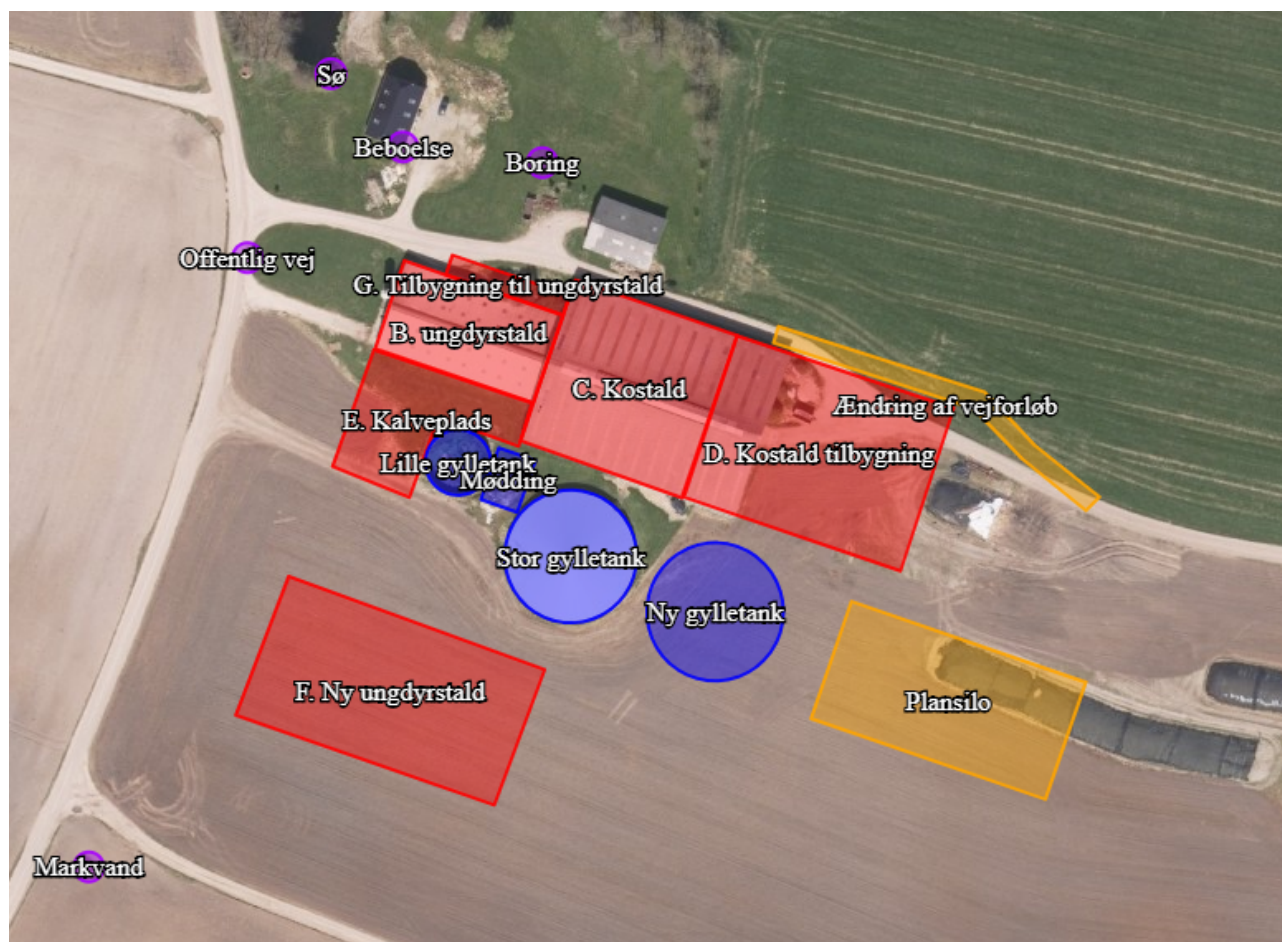 Sø
Beboelse
Boring
Offentlig vej
G. Tilbygning til ungdyrstald
B. ungdyrstald
C. Kostald
Ændring af vejforløb
E. Kalveplads
D. Kostald tilbygning
Lille gylletank
Mødding
Stor gylletank
Ny gylletank
F. Ny ungdyrstald
Plansilo
Markvand